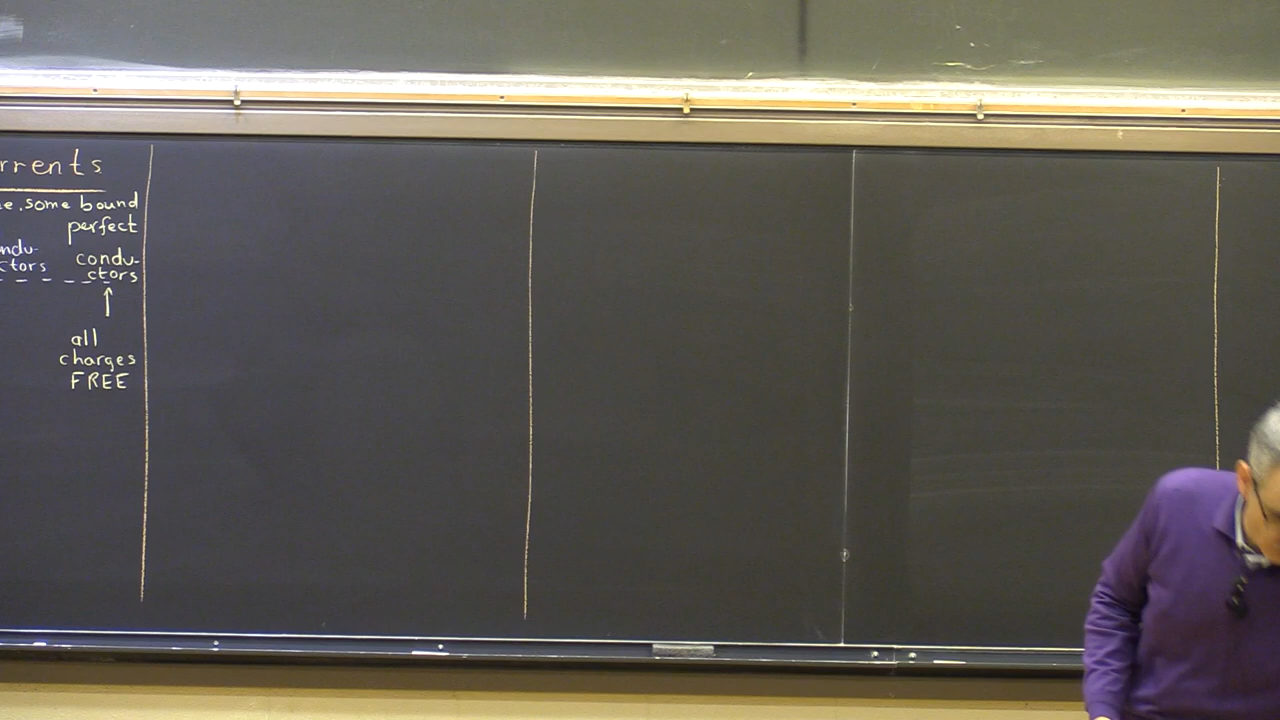 rrents
e, some bound
perfect
ndu- condu-
ctors ctors
all
charges
FREE